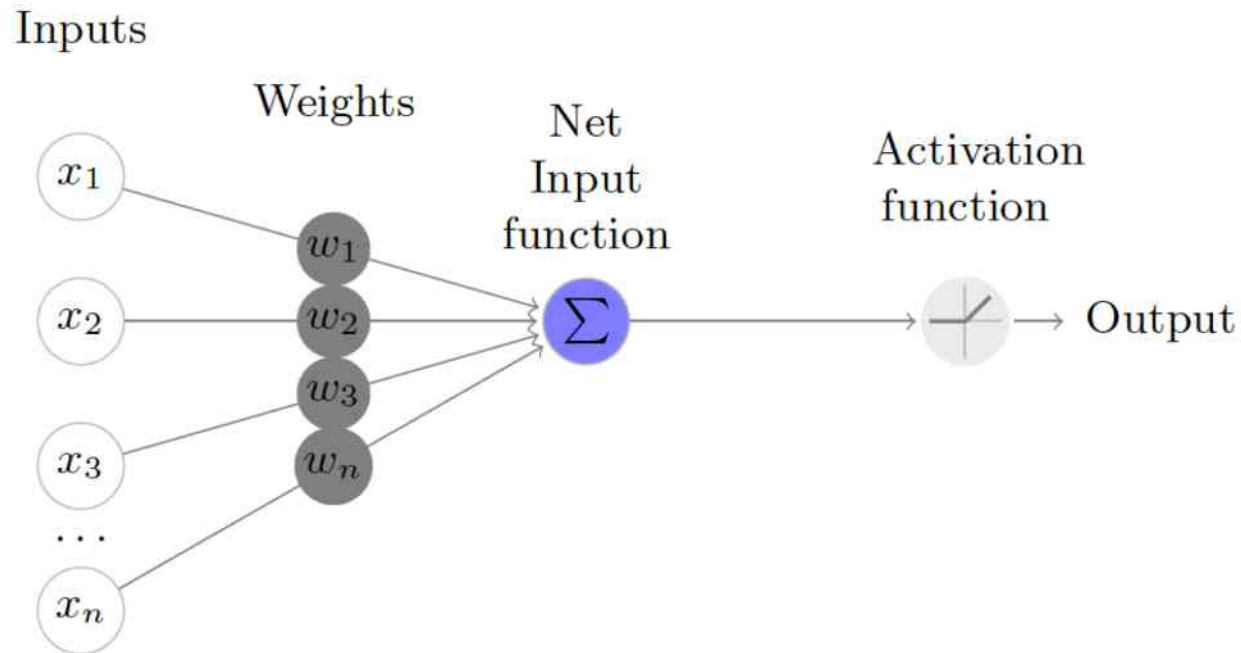 Inputs
Weights
Net
Input
function
Activation
function
x₁
w₁
x₂
w₂
∑
Output
x₃
w₃
...
xₙ
wₙ